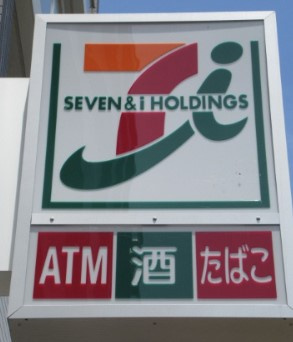 SEVEN & i HOLDINGS
ATM 酒 たばこ